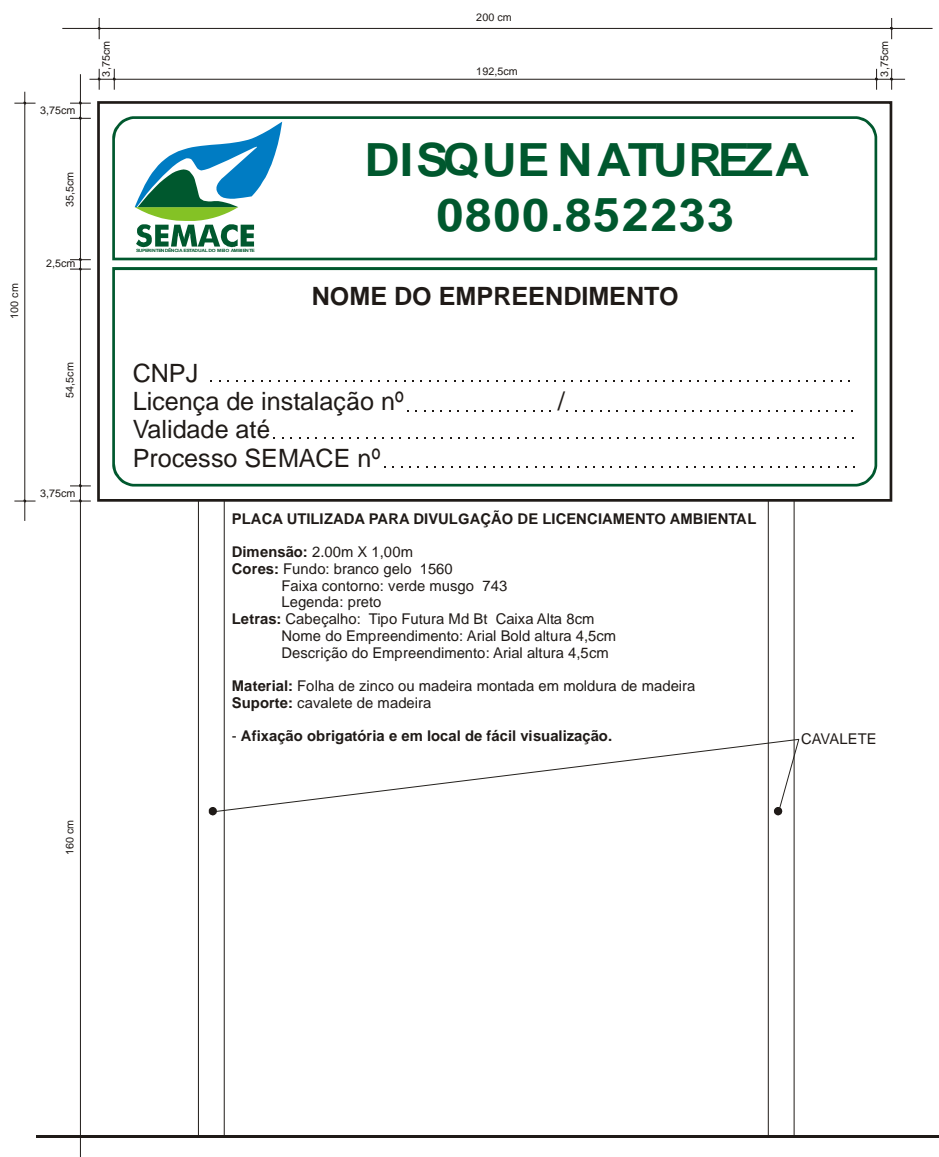 200 cm
3,75cm
192,5cm
3,75cm
3,75cm
35,5cm
2,5cm
100 cm
54,5cm
3,75cm
160 cm
SEMACE
SUPERINTENDÊNCIA ESTADUAL DO MEIO AMBIENTE
DISQUE NATUREZA
0800.852233
NOME DO EMPREENDIMENTO
CNPJ ........................................................................
Licença de instalação nº................/................................
Validade até.................................................................
Processo SEMACE nº.....................................................
PLACA UTILIZADA PARA DIVULGAÇÃO DE LICENCIAMENTO AMBIENTAL
Dimensão: 2.00m X 1,00m
Cores: Fundo: branco gelo 1560
Faixa contorno: verde musgo 743
Legenda: preto
Letras: Cabeçalho: Tipo Futura Md Bt Caixa Alta 8cm
Nome do Empreendimento: Arial Bold altura 4,5cm
Descrição do Empreendimento: Arial altura 4,5cm
Material: Folha de zinco ou madeira montada em moldura de madeira
Suporte: cavalete de madeira
- Afixação obrigatória e em local de fácil visualização.
CAVALETE